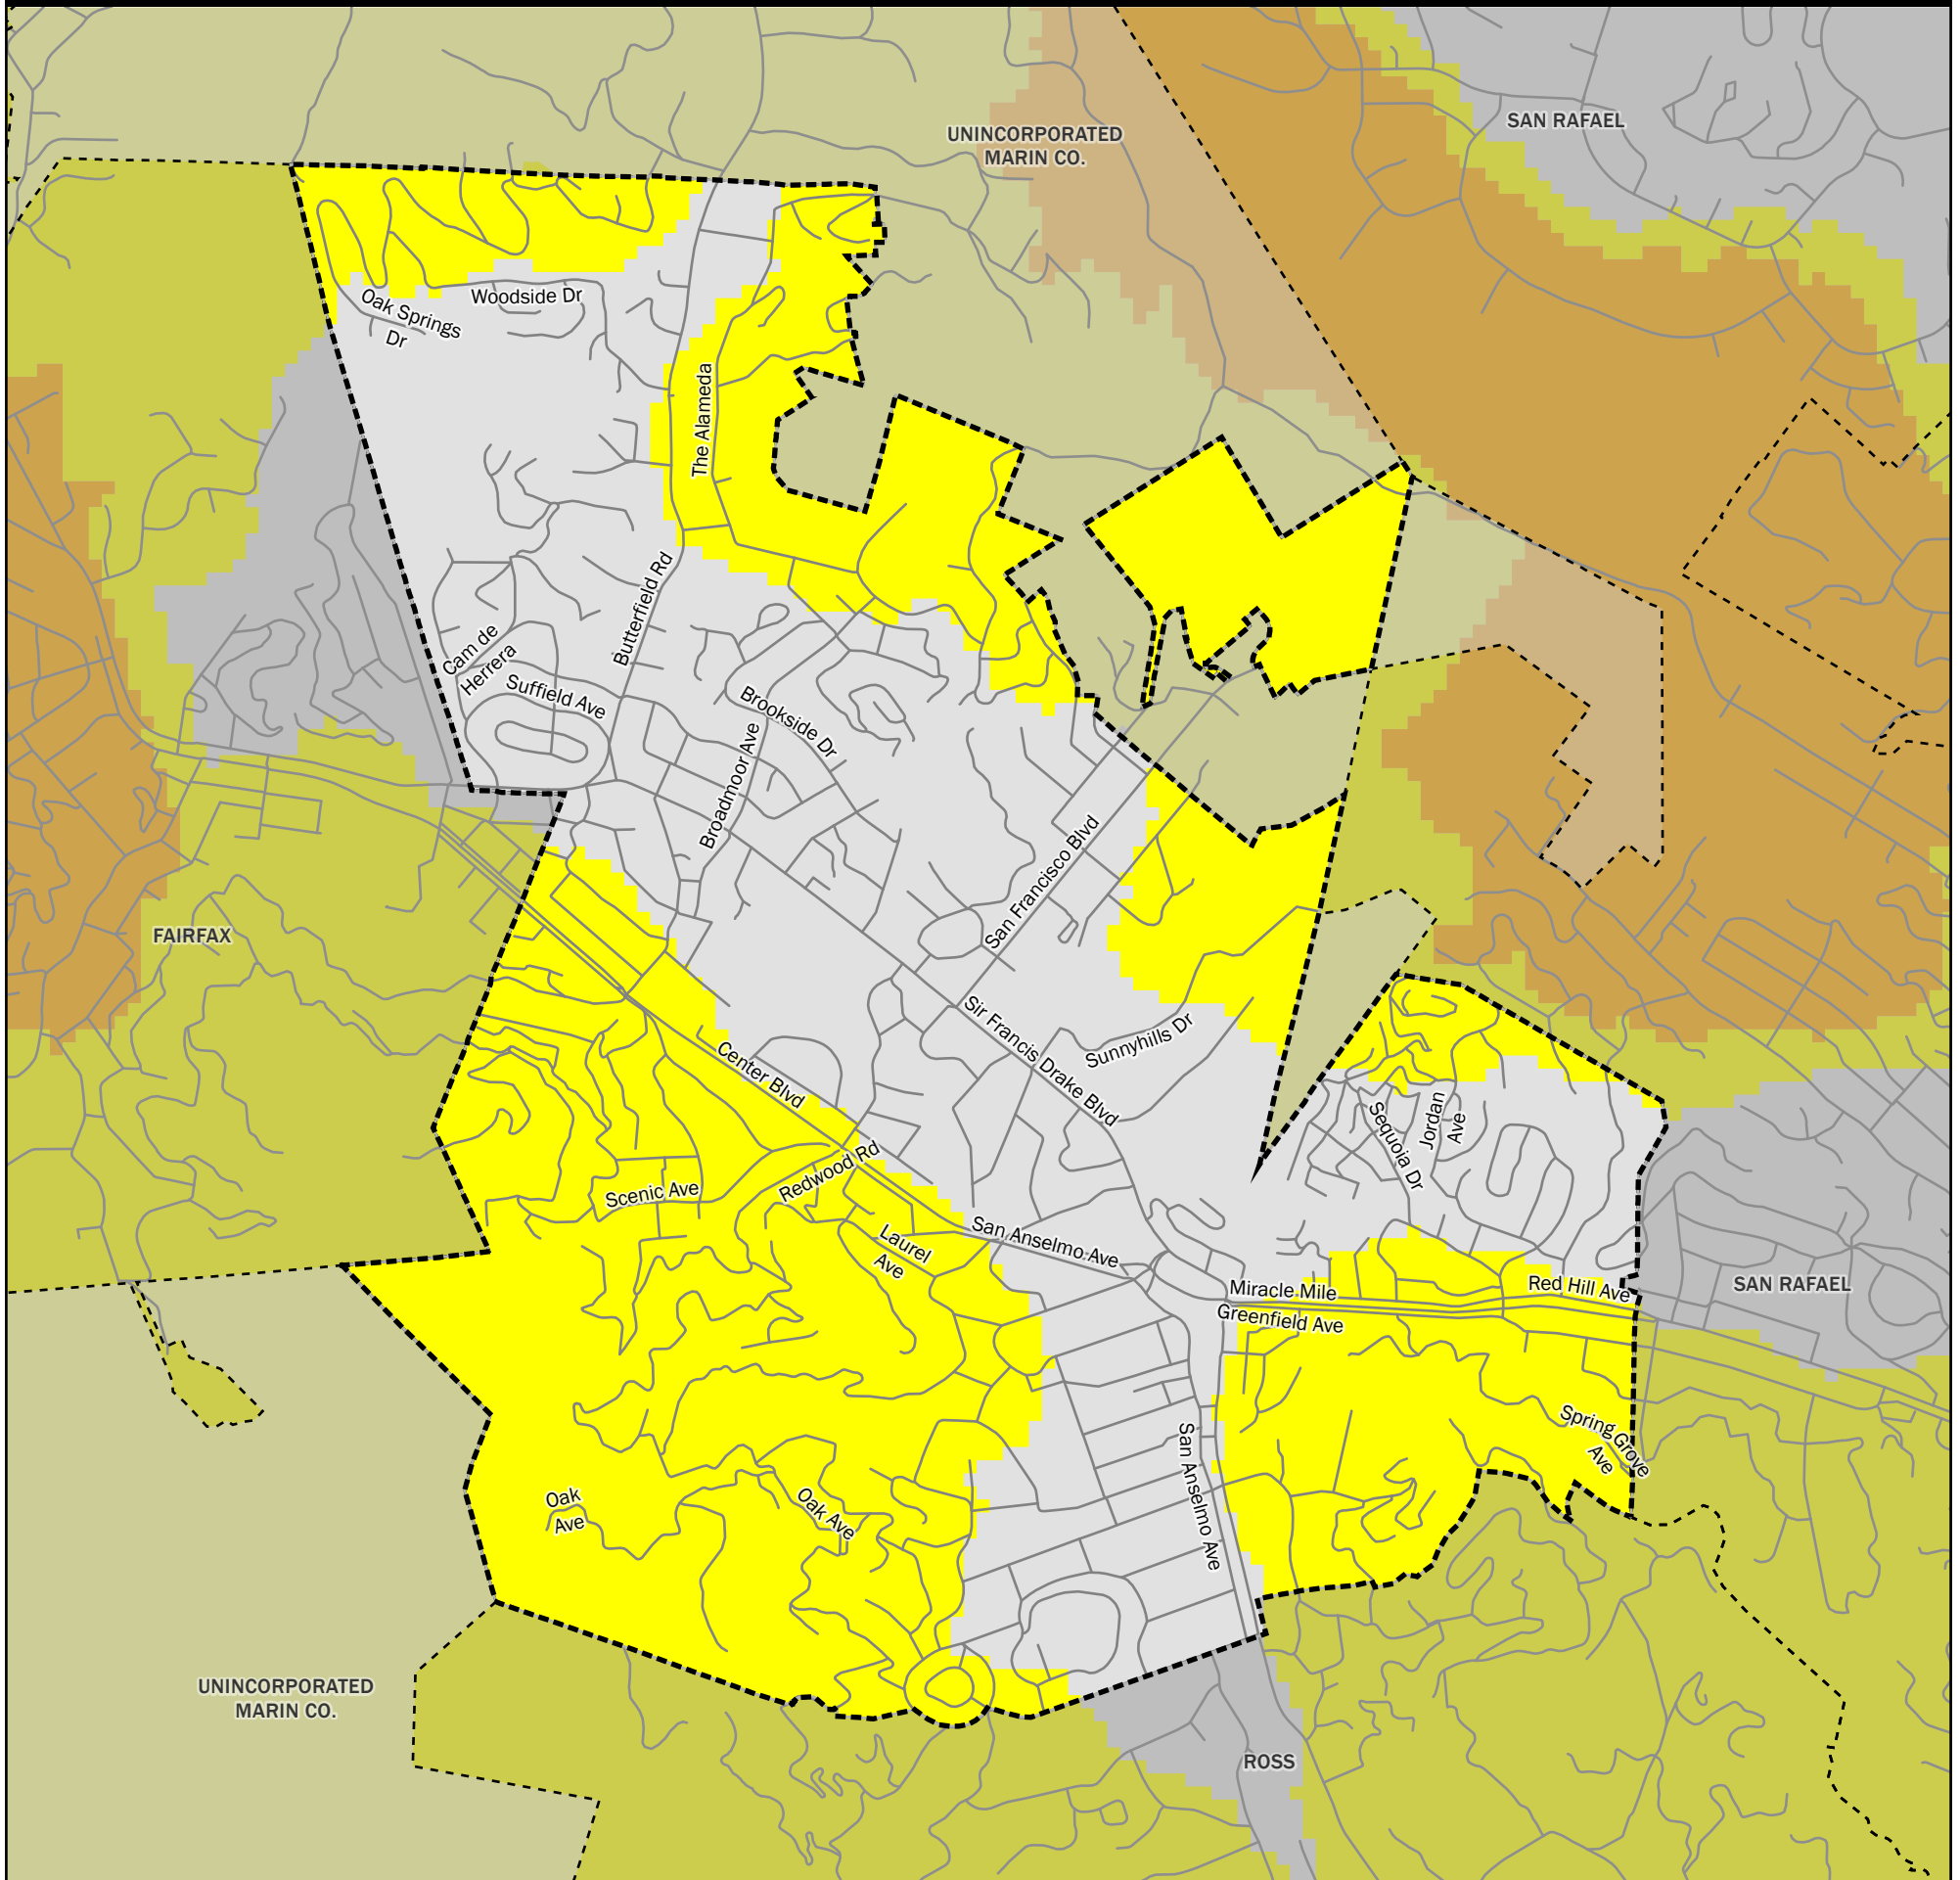 UNINCORPORATED
MARIN CO.
SAN RAFAEL
Woodside Dr
Oak Springs
Dr
The Alameda
Butterfield Rd
Cam de
Herrera
Suffield Ave
Brookside Dr
Broadmoor Ave
San Francisco Blvd
FAIRFAX
Sir Francis Drake Blvd
Sunnyhills Dr
Center Blvd
Jordan
Ave
Sequoia Dr
Redwood Rd
Scenic Ave
Laurel
Ave
San Anselmo Ave
Miracle Mile
Red Hill Ave
SAN RAFAEL
Greenfield Ave
Spring Grove
Ave
San Anselmo Ave
Oak
Ave
Oak Ave
UNINCORPORATED
MARIN CO.
ROSS